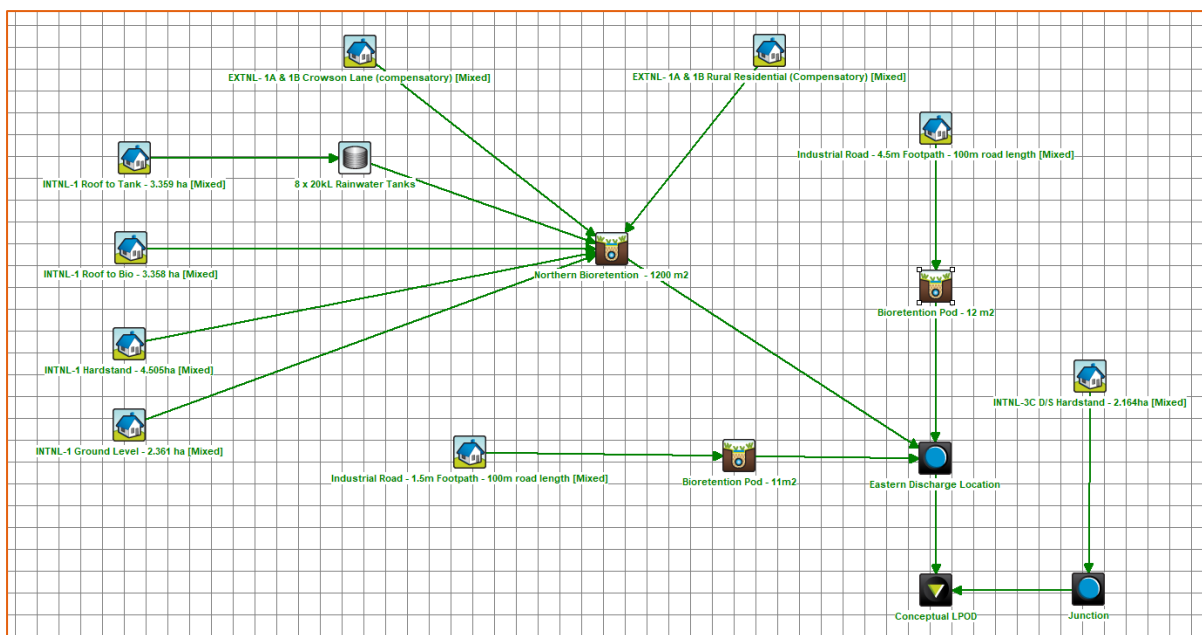 EXTNL- 1A & 1B Crowson Lane (compensatory) [Mixed]
EXTNL- 1A & 1B Rural Residential (Compensatory) [Mixed]
Industrial Road - 4.5m Footpath - 100m road length [Mixed]
INTNL-1 Roof to Tank - 3.359 ha [Mixed]
8 x 20kL Rainwater Tanks
INTNL-1 Roof to Bio - 3.358 ha [Mixed]
Northern Bioretention - 1200 m2
Bioretention Pod - 12 m2
INTNL-1 Hardstand - 4.505ha [Mixed]
INTNL-3C D/S Hardstand - 2.164ha [Mixed]
INTNL-1 Ground Level - 2.361 ha [Mixed]
Industrial Road - 1.5m Footpath - 100m road length [Mixed]
Bioretention Pod - 11m2
Eastern Discharge Location
Conceptual LPOD
Junction